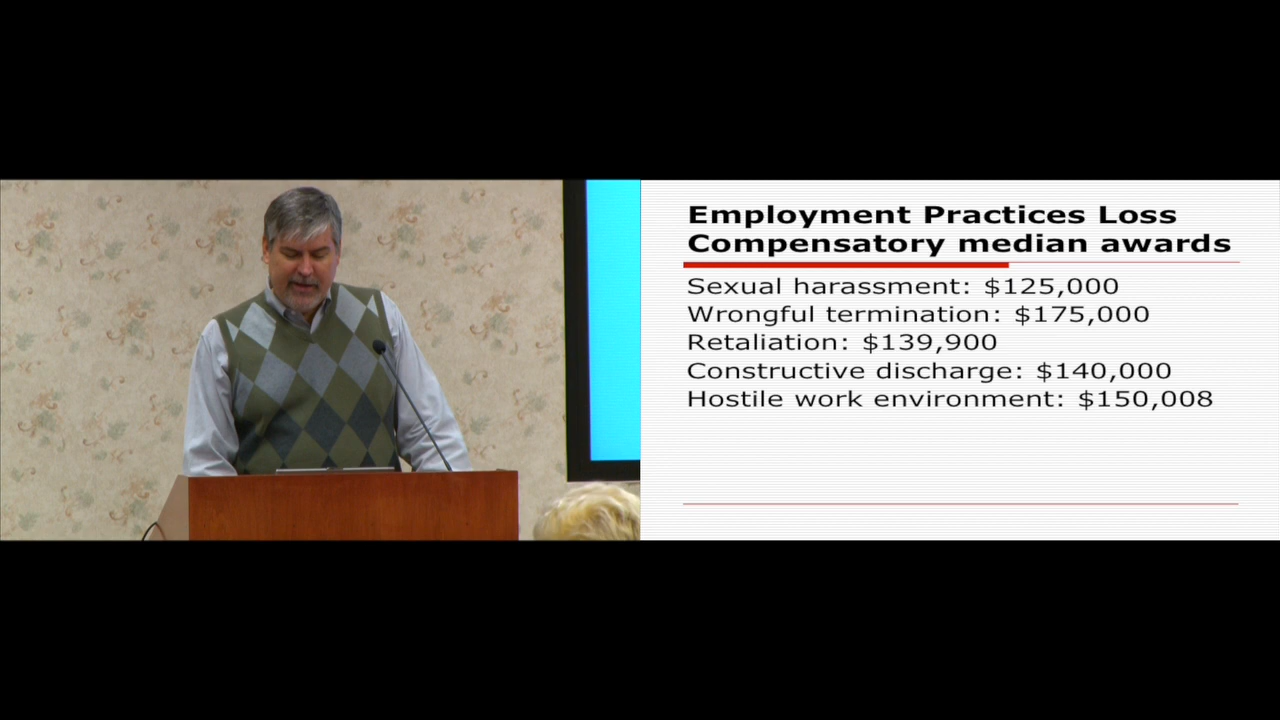 Employment Practices Loss
Compensatory median awards
Sexual harassment: $125,000
Wrongful termination: $175,000
Retaliation: $139,900
Constructive discharge: $140,000
Hostile work environment: $150,008